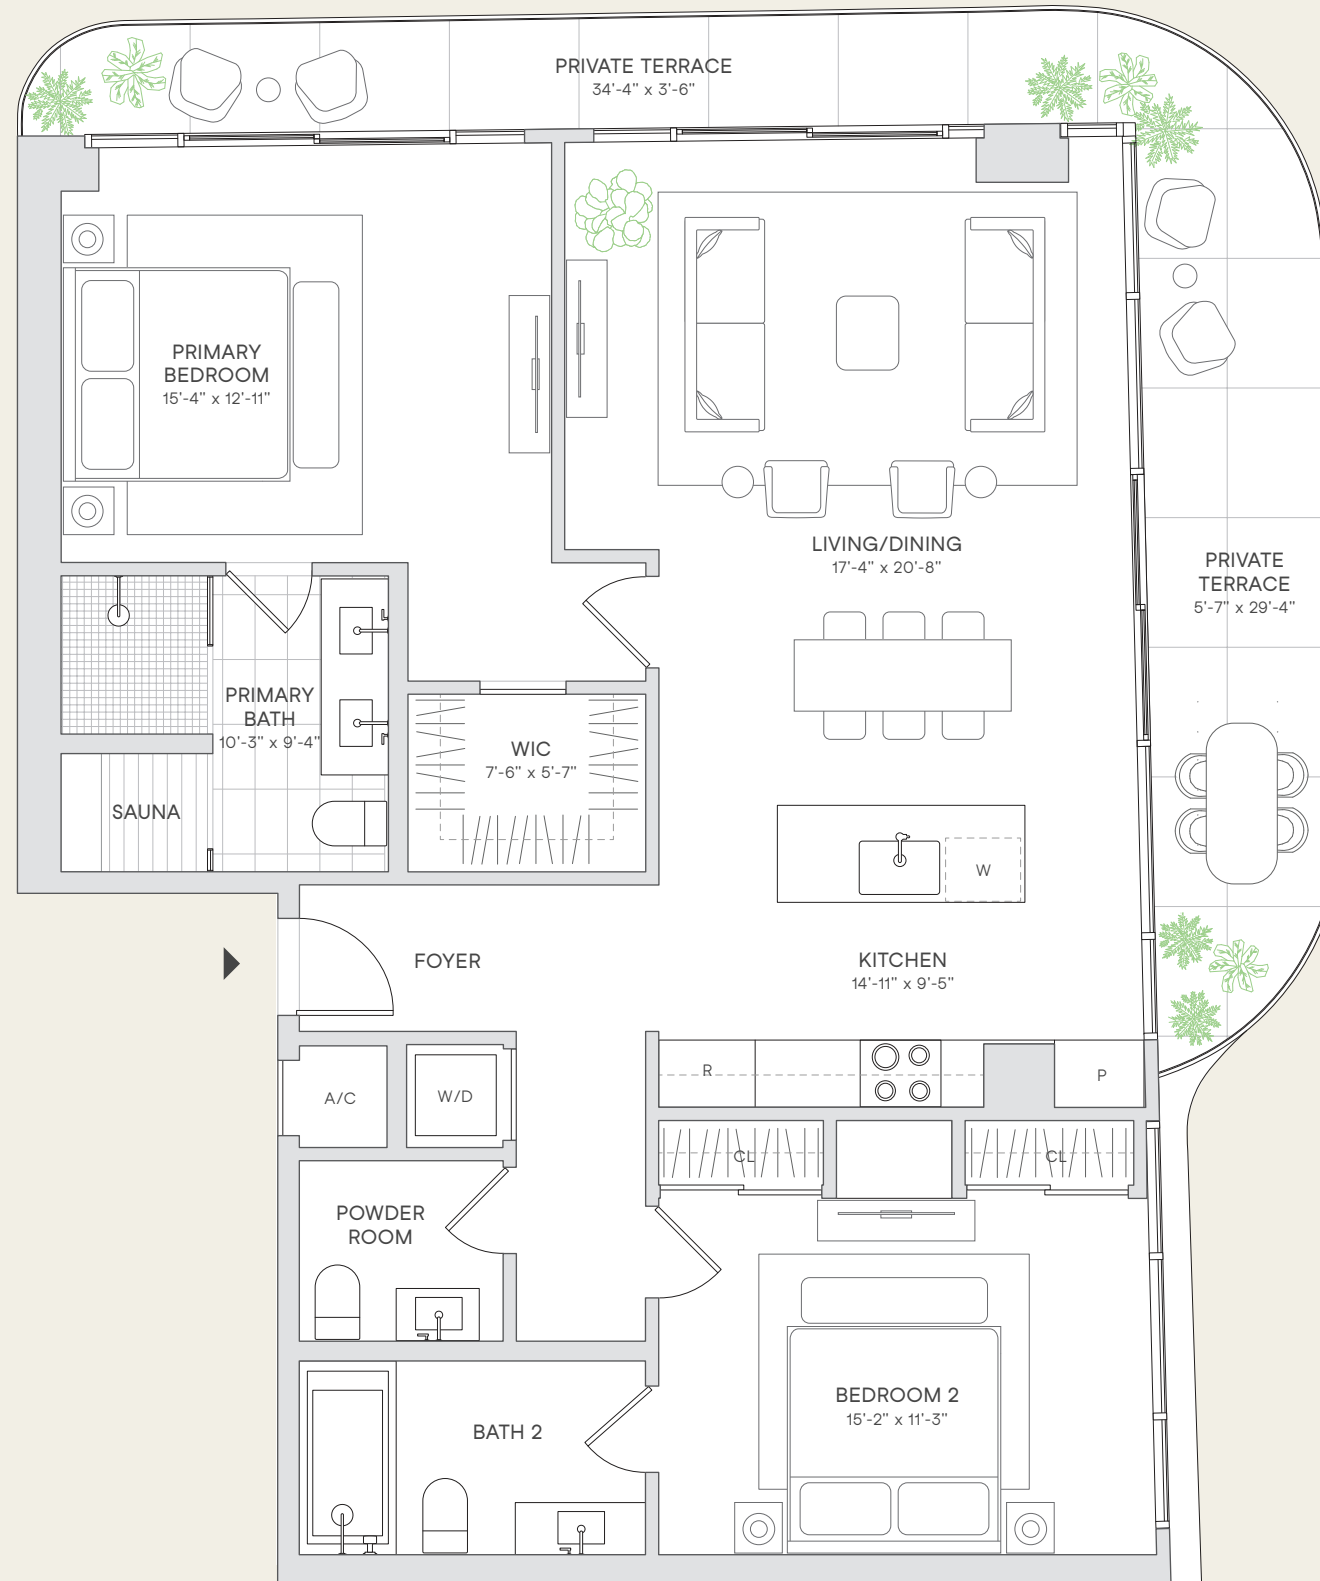 PRIVATE TERRACE
34'-4" x 3'-6"
PRIMARY
BEDROOM
15'-4" x 12'-11"
LIVING/DINING
17'-4" x 20'-8"
PRIVATE
TERRACE
5'-7" x 29'-4"
PRIMARY
BATH
10'-3" x 9'-4"
WIC
7'-6" x 5'-7"
SAUNA
W
FOYER
KITCHEN
14'-11" x 9'-5"
R
P
A/C
W/D
CL
CL
POWDER
ROOM
BEDROOM 2
15'-2" x 11'-3"
BATH 2